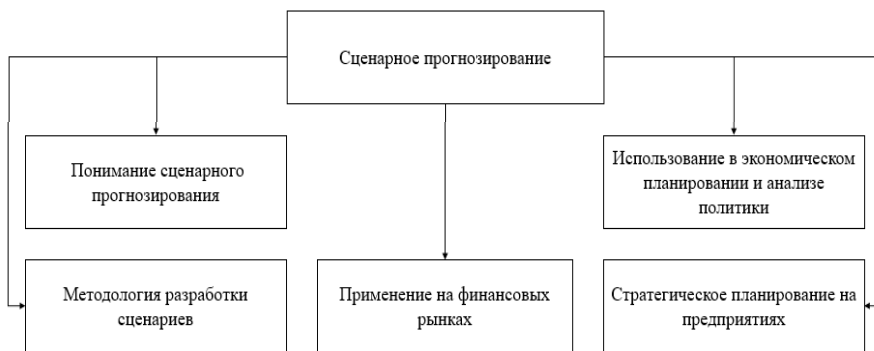 Сценарное прогнозирование
Понимание сценарного
прогнозирования
Использование в экономическом
планировании и анализе
политики
Методология разработки
сценариев
Применение на финансовых
рынках
Стратегическое планирование на
предприятиях